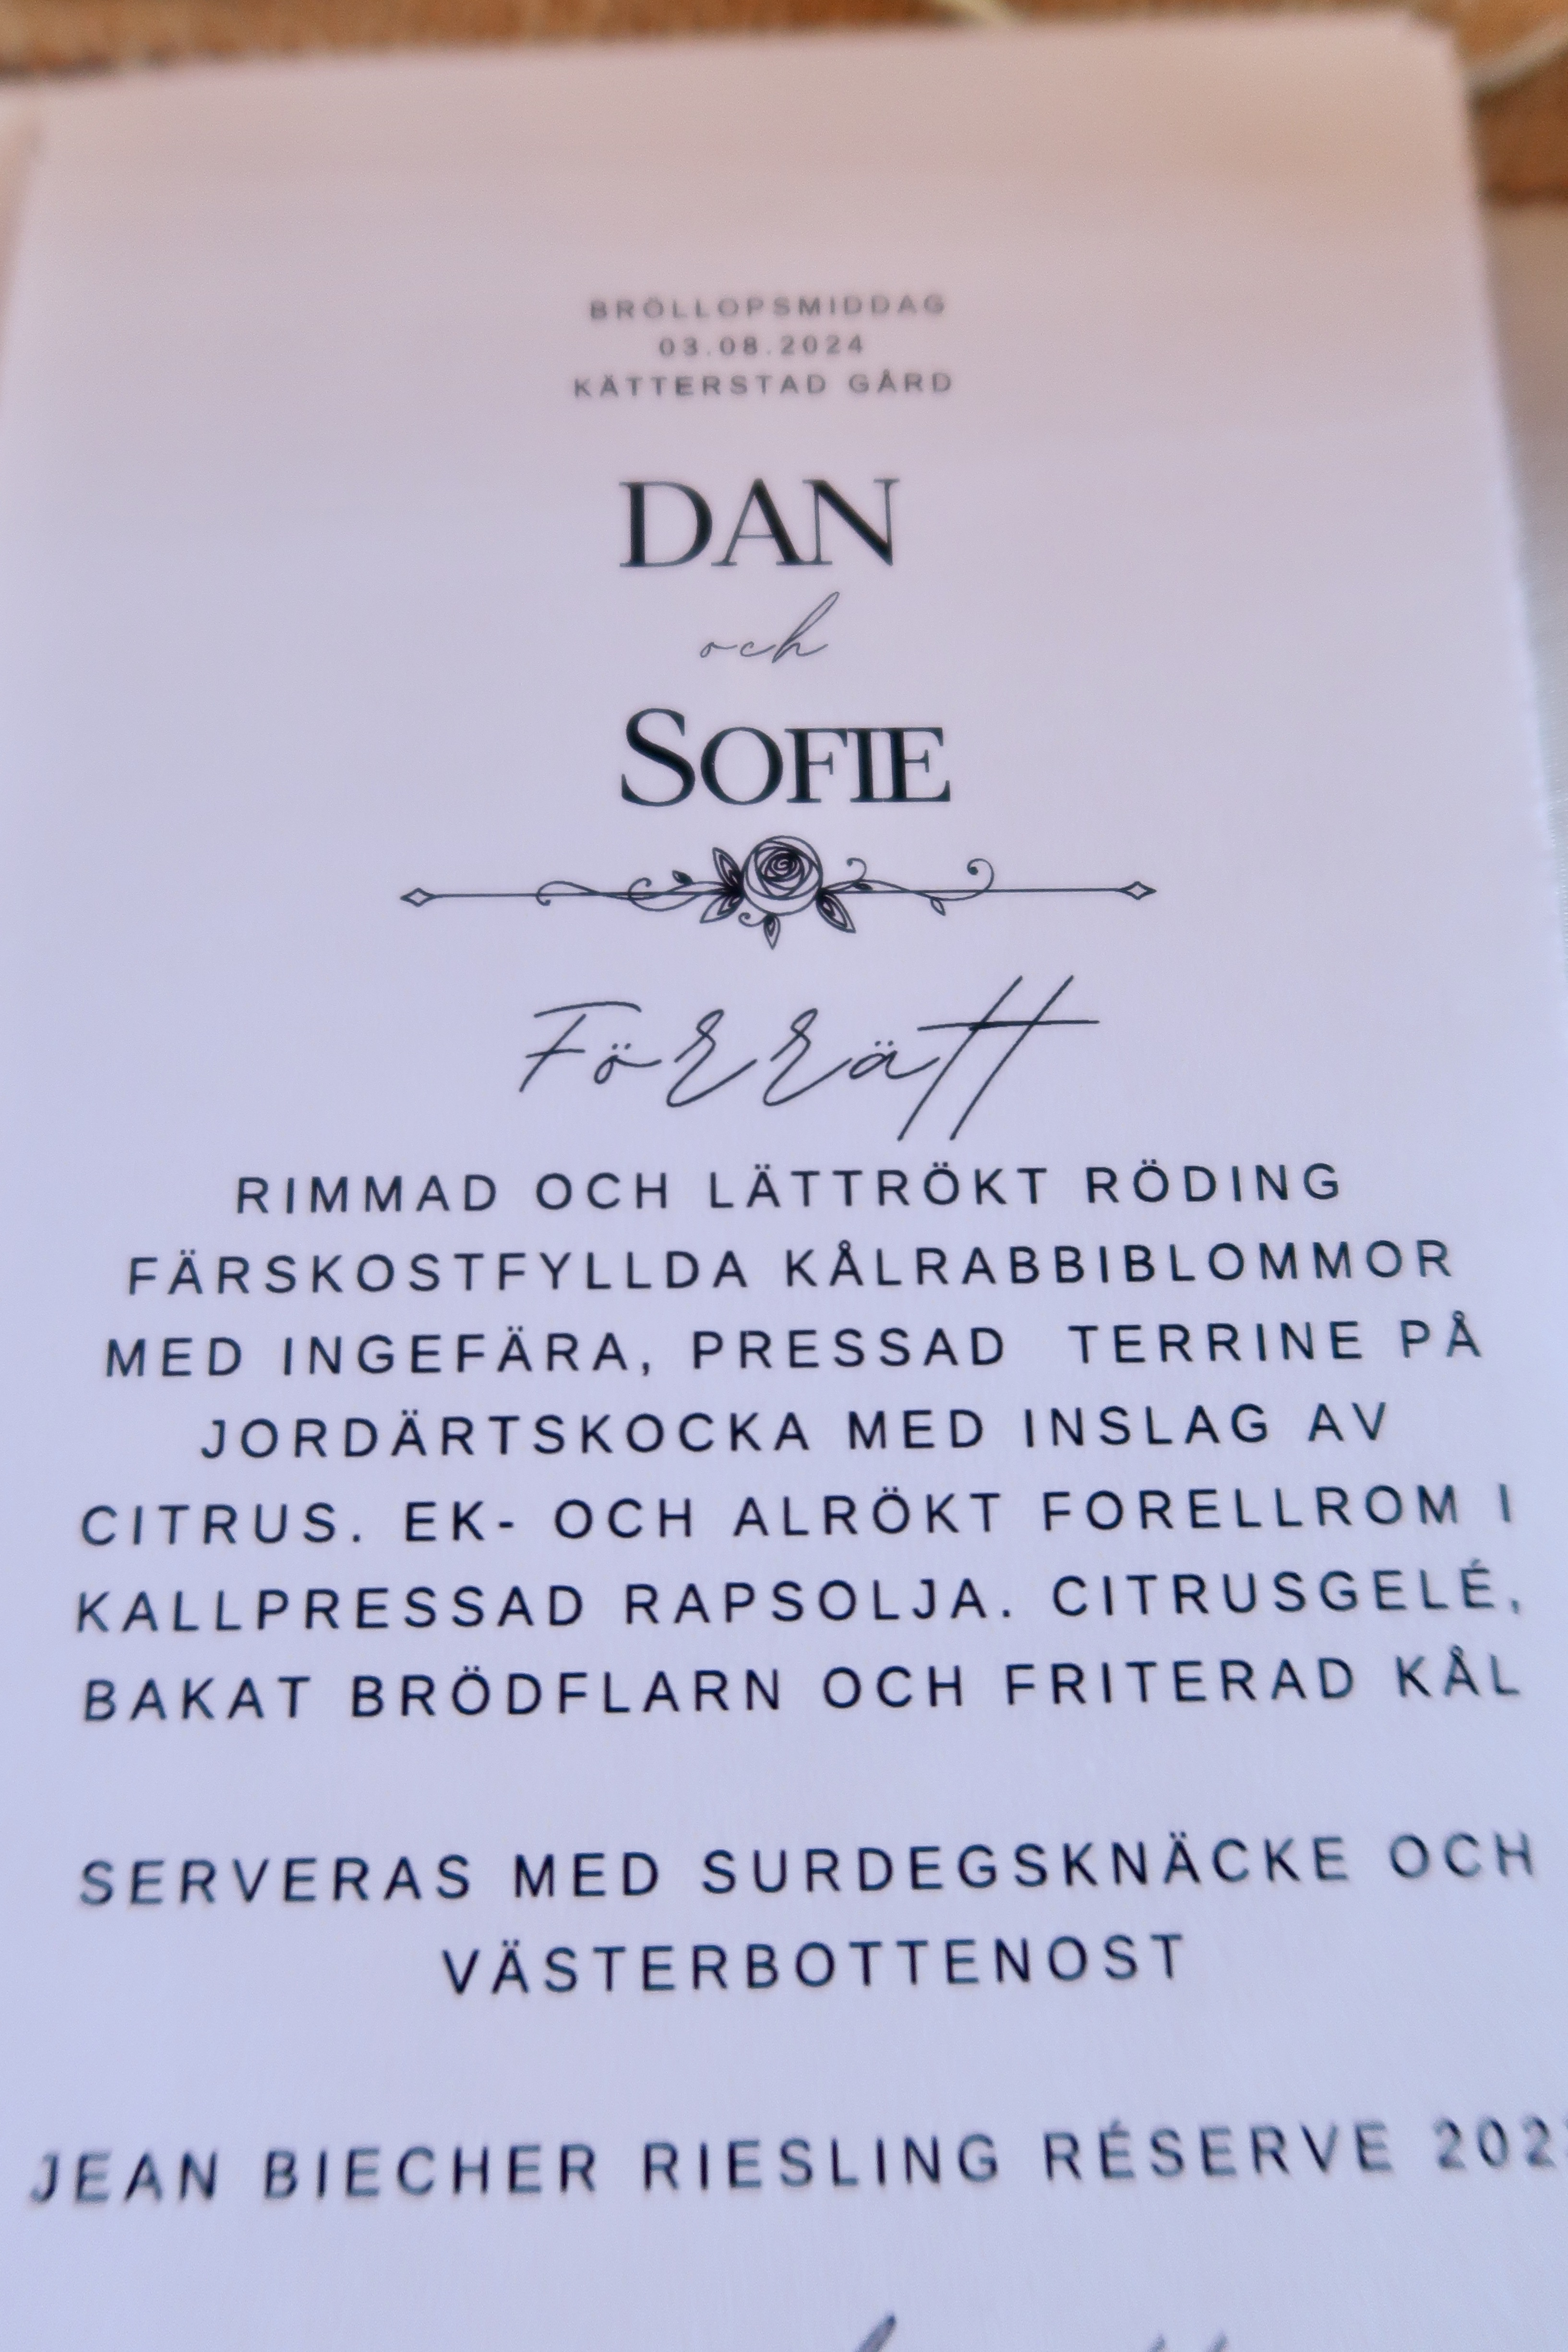 BRÖLLOPSMIDDAG
03.08.2024
KÄTTERSTAD GÅRD
DAN
och
SOFIE
Förrätt
RIMMAD OCH LÄTTRÖKT RÖDING
FÄRSKOSTFYLLDA KÅLRABBIBLOMMOR
MED INGEFÄRA, PRESSAD TERRINE PÅ
JORDÄRTSKOCKA MED INSLAG AV
CITRUS. EK- OCH ALRÖKT FORELLROM I
KALLPRESSAD RAPSOLJA. CITRUSGELÉ,
BAKAT BRÖDFLARN OCH FRITERAD KÅL
SERVERAS MED SURDEGSKNÄCKE OCH
VÄSTERBOTTENOST
JEAN BIECHER RIESLING RÉSERVE